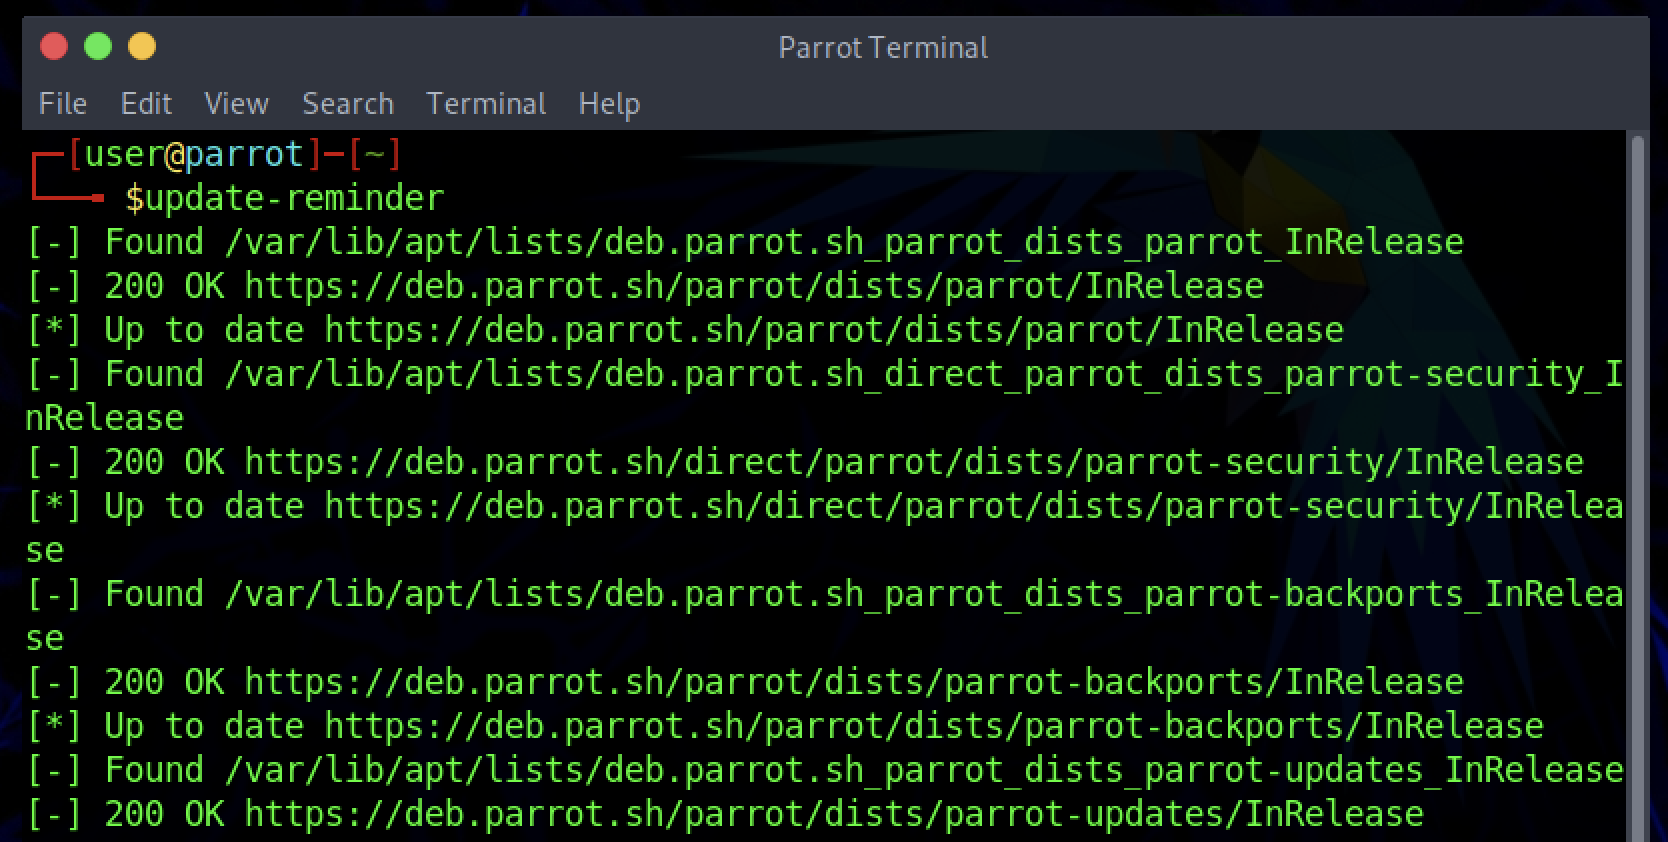 Parrot Terminal
File Edit View Search Terminal Help
┌─[user@parrot]─[~]
└──╼ $update-reminder
[-] Found /var/lib/apt/lists/deb.parrot.sh_parrot_dists_parrot_InRelease
[-] 200 OK https://deb.parrot.sh/parrot/dists/parrot/InRelease
[*] Up to date https://deb.parrot.sh/parrot/dists/parrot/InRelease
[-] Found /var/lib/apt/lists/deb.parrot.sh_direct_parrot_dists_parrot-security_I
nRelease
[-] 200 OK https://deb.parrot.sh/direct/parrot/dists/parrot-security/InRelease
[*] Up to date https://deb.parrot.sh/direct/parrot/dists/parrot-security/InRelea
se
[-] Found /var/lib/apt/lists/deb.parrot.sh_parrot_dists_parrot-backports_InRelea
se
[-] 200 OK https://deb.parrot.sh/parrot/dists/parrot-backports/InRelease
[*] Up to date https://deb.parrot.sh/parrot/dists/parrot-backports/InRelease
[-] Found /var/lib/apt/lists/deb.parrot.sh_parrot_dists_parrot-updates_InRelease
[-] 200 OK https://deb.parrot.sh/parrot/dists/parrot-updates/InRelease